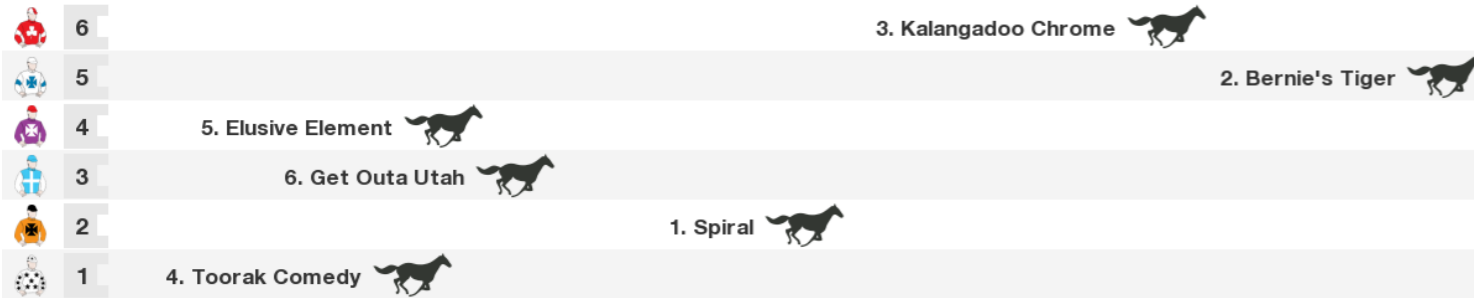 6 3. Kalangadoo Chrome
5 2. Bernie's Tiger
4 5. Elusive Element
3 6. Get Outa Utah
2 1. Spiral
1 4. Toorak Comedy